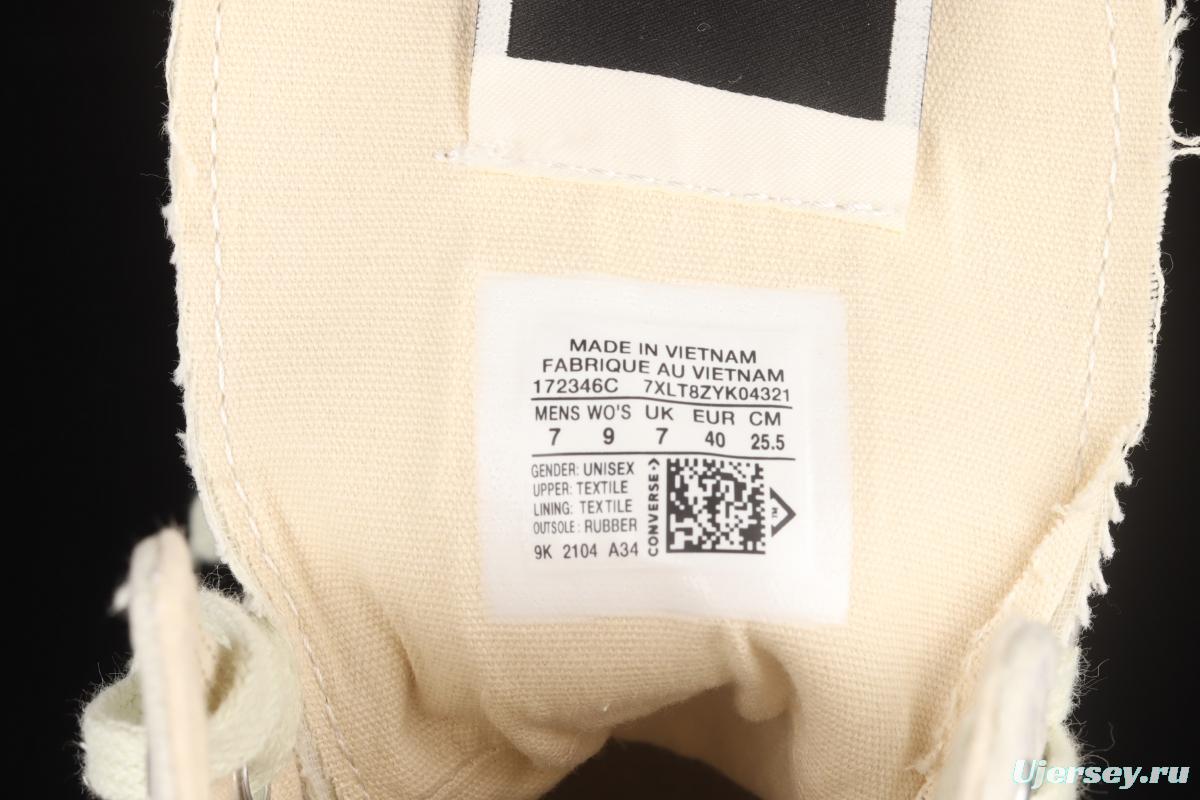 MADE IN VIETNAM
FABRIQUE AU VIETNAM
172346C 7XLT8ZYK04321
MENS WO'S UK EUR CM
7 9 7 40 25.5
GENDER: UNISEX
UPPER: TEXTILE
LINING: TEXTILE
OUTSOLE: RUBBER
9K 2104 A34
CONVERSE
TM
Ujersey.ru